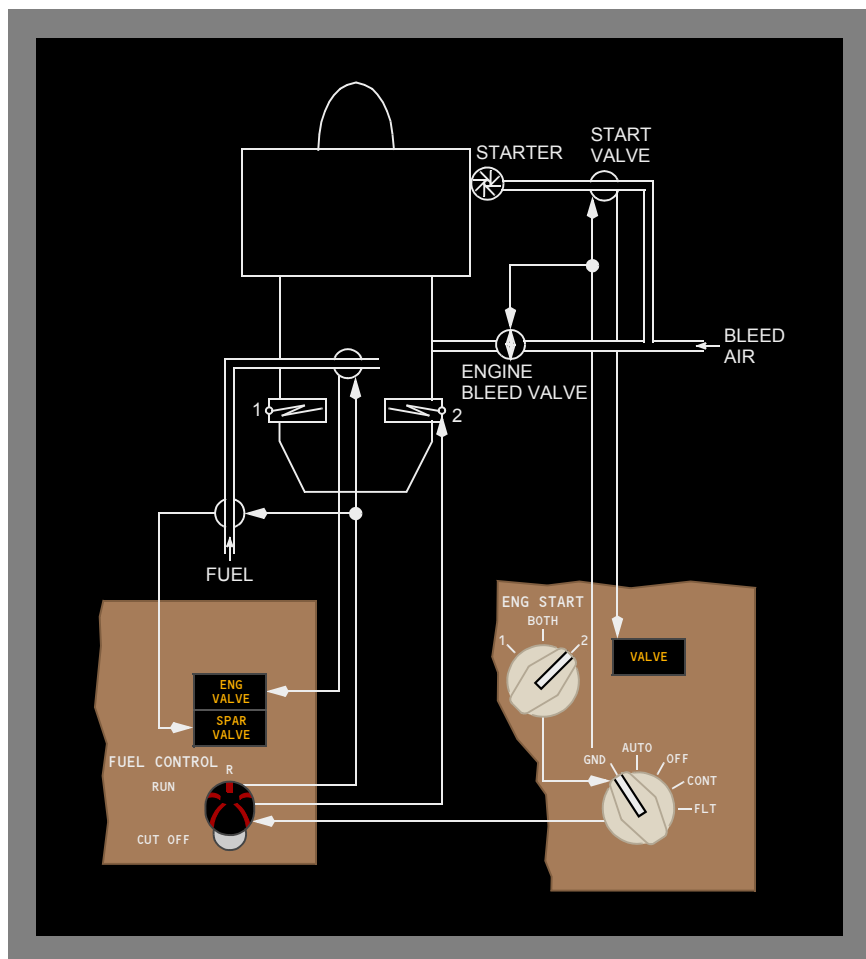 STARTER
START
VALVE
BLEED
AIR
ENGINE
BLEED VALVE
1
2
FUEL
ENG START
BOTH
1
2
VALVE
ENG
VALVE
SPAR
VALVE
FUEL CONTROL
R
RUN
CUT OFF
AUTO
GND
OFF
CONT
FLT